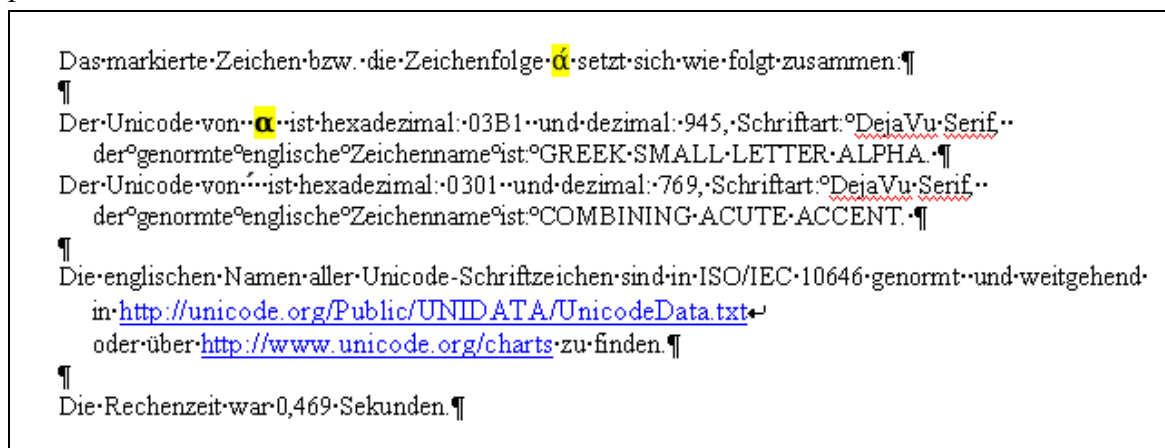 Das·markierte·Zeichen·bzw.·die·Zeichenfolge·ά·setzt·sich·wie·folgt·zusammen:¶
¶
Der·Unicode·von··α··ist·hexadezimal:·03B1··und·dezimal:·945,·Schriftart:°DejaVu·Serif,··
der°genormte°englische°Zeichenname°ist:°GREEK·SMALL·LETTER·ALPHA.·¶
Der·Unicode·von··́··ist·hexadezimal:·0301··und·dezimal:·769,·Schriftart:°DejaVu·Serif,··
der°genormte°englische°Zeichenname°ist:°COMBINING·ACUTE·ACCENT.·¶
¶
Die·englischen·Namen·aller·Unicode-Schriftzeichen·sind·in·ISO/IEC·10646·genormt··und·weitgehend·
in·http://unicode.org/Public/UNIDATA/UnicodeData.txt↵
oder·über·http://www.unicode.org/charts·zu·finden.¶
¶
Die·Rechenzeit·war·0,469·Sekunden.¶